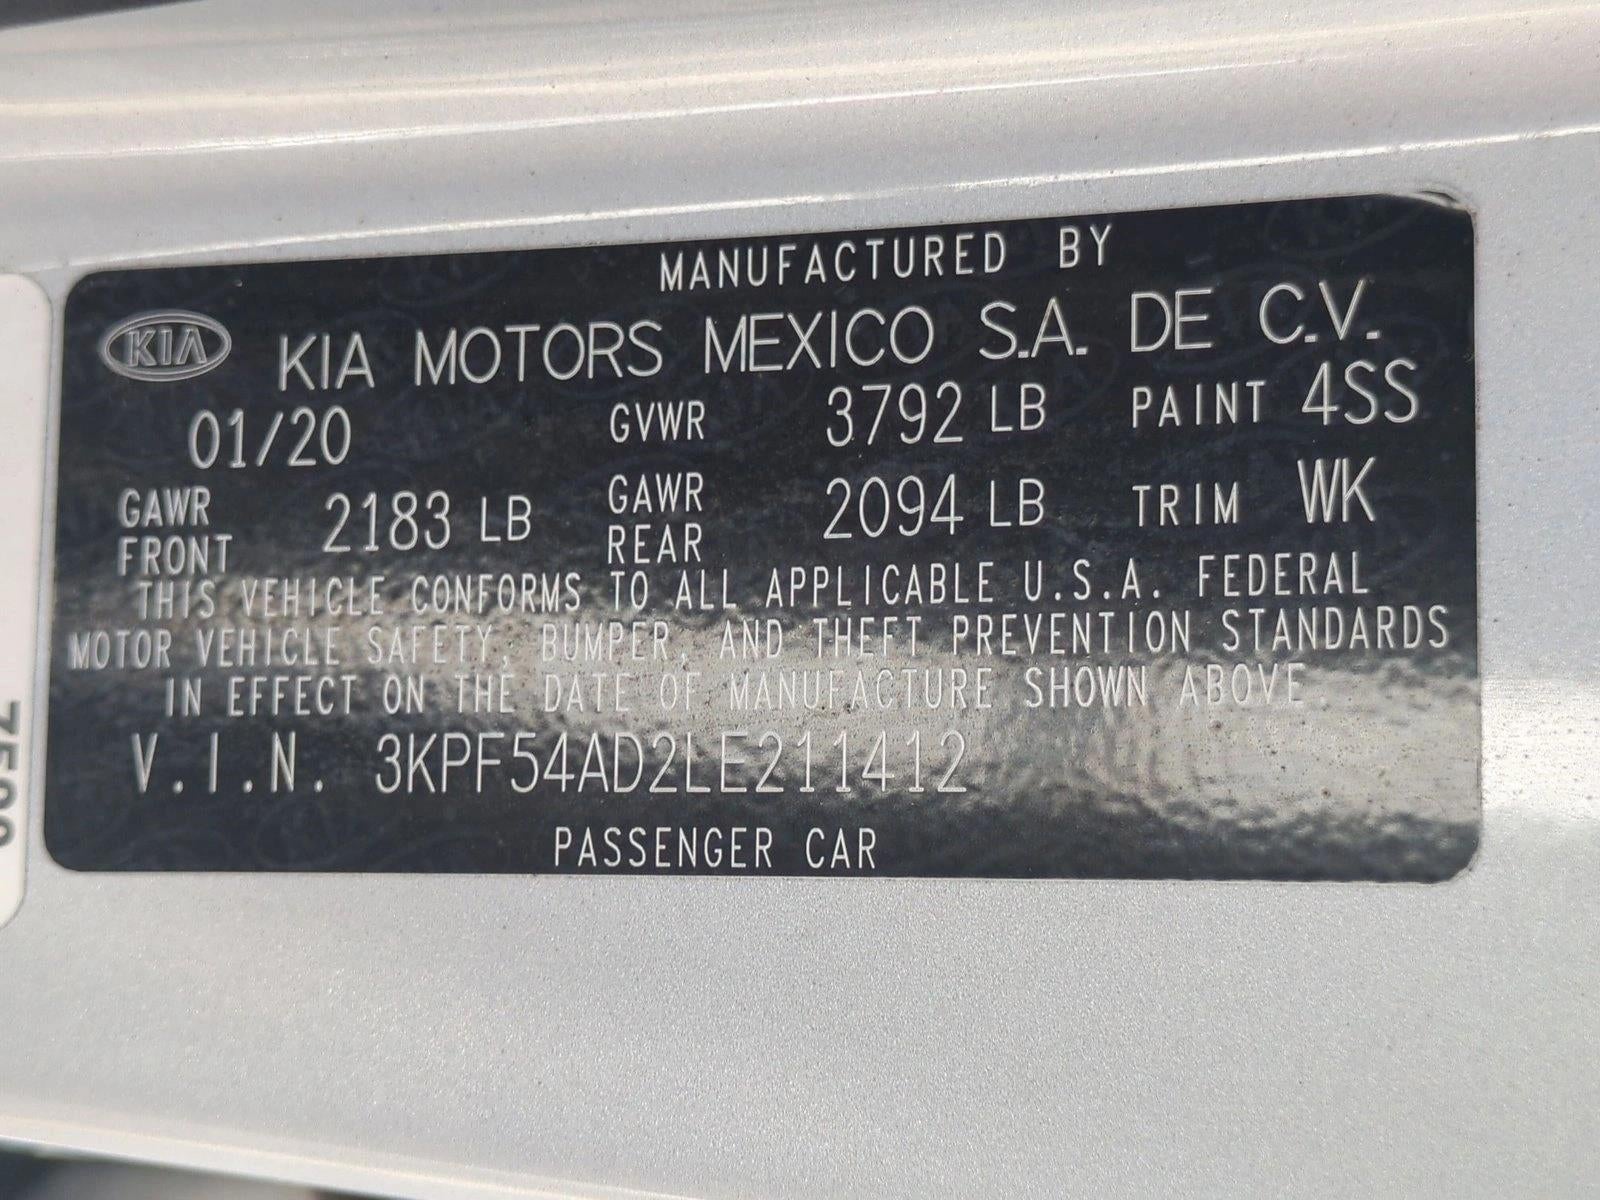 MANUFACTURED BY
KIA KIA MOTORS MEXICO S.A. DE C.V.
01/20 GVWR 3792 LB PAINT 4SS
GAWR FRONT 2183 LB GAWR REAR 2094 LB TRIM WK
THIS VEHICLE CONFORMS TO ALL APPLICABLE U.S.A. FEDERAL
MOTOR VEHICLE SAFETY, BUMPER, AND THEFT PREVENTION STANDARDS
IN EFFECT ON THE DATE OF MANUFACTURE SHOWN ABOVE.
V.I.N. 3KPF54AD2LE211412
PASSENGER CAR